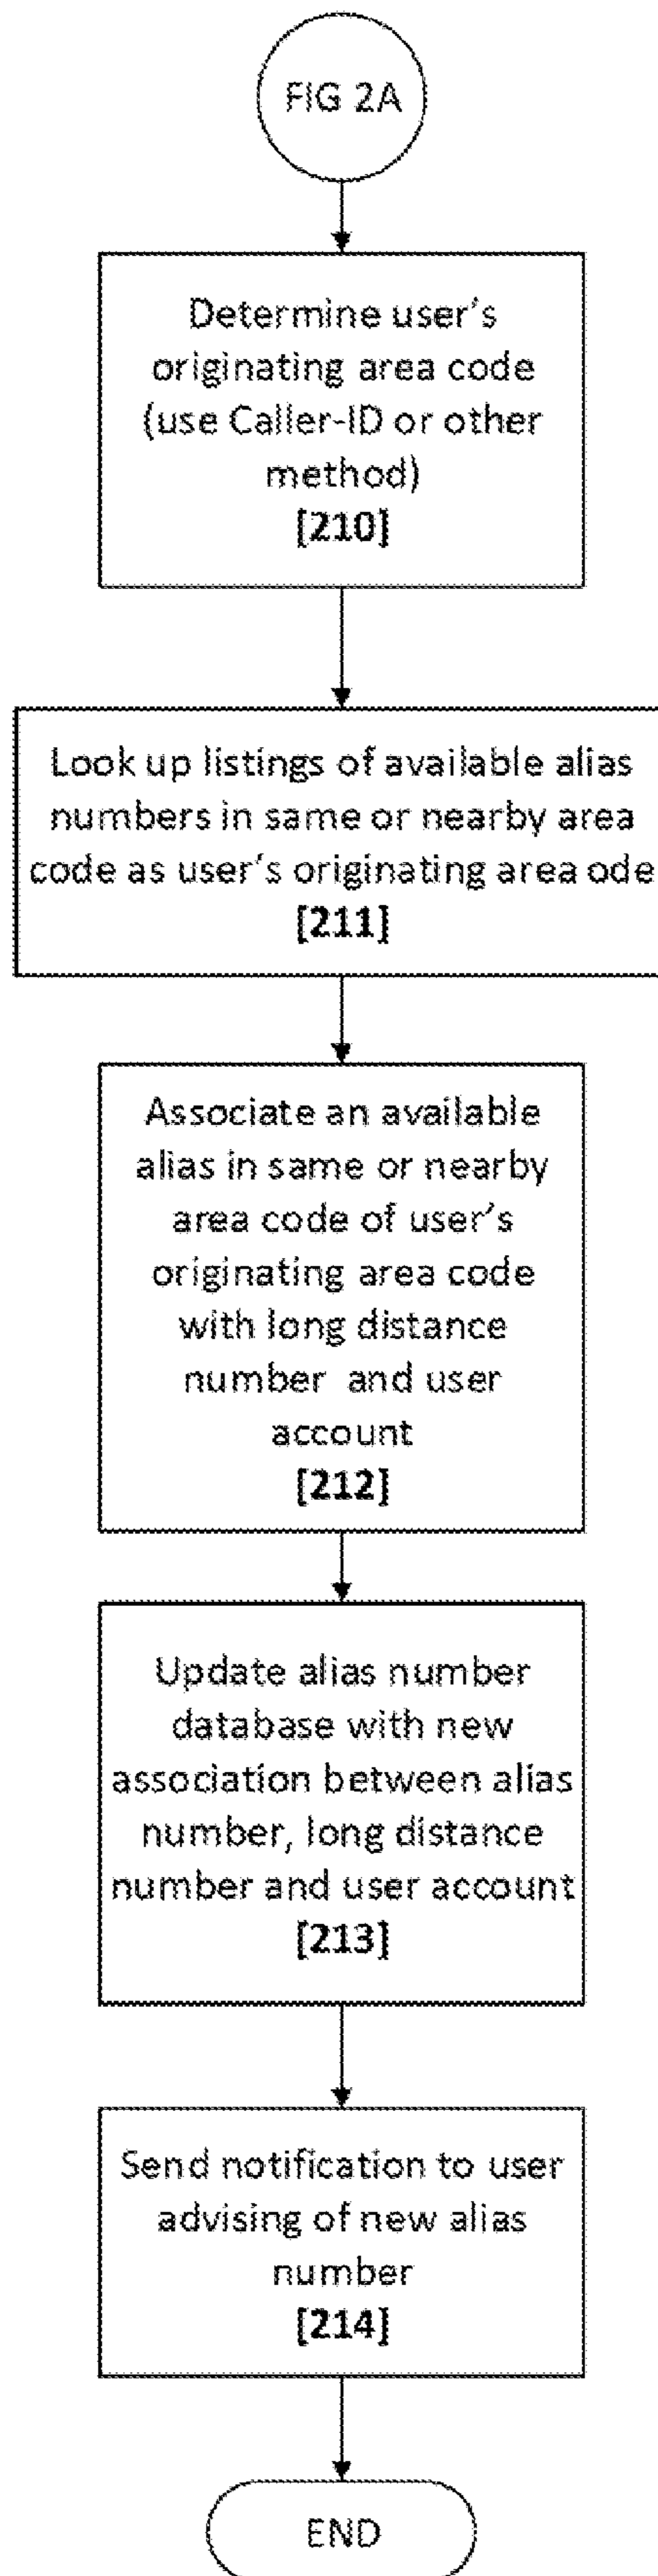 FIG 2A
Determine user's
originating area code
(use Caller-ID or other
method)
[210]
Look up listings of available alias
numbers in same or nearby area
code as user's originating area ode
[211]
Associate an available
alias in same or nearby
area code of user's
originating area code
with long distance
number and user
account
[212]
Update alias number
database with new
association between alias
number, long distance
number and user account
[213]
Send notification to user
advising of new alias
number
[214]
END